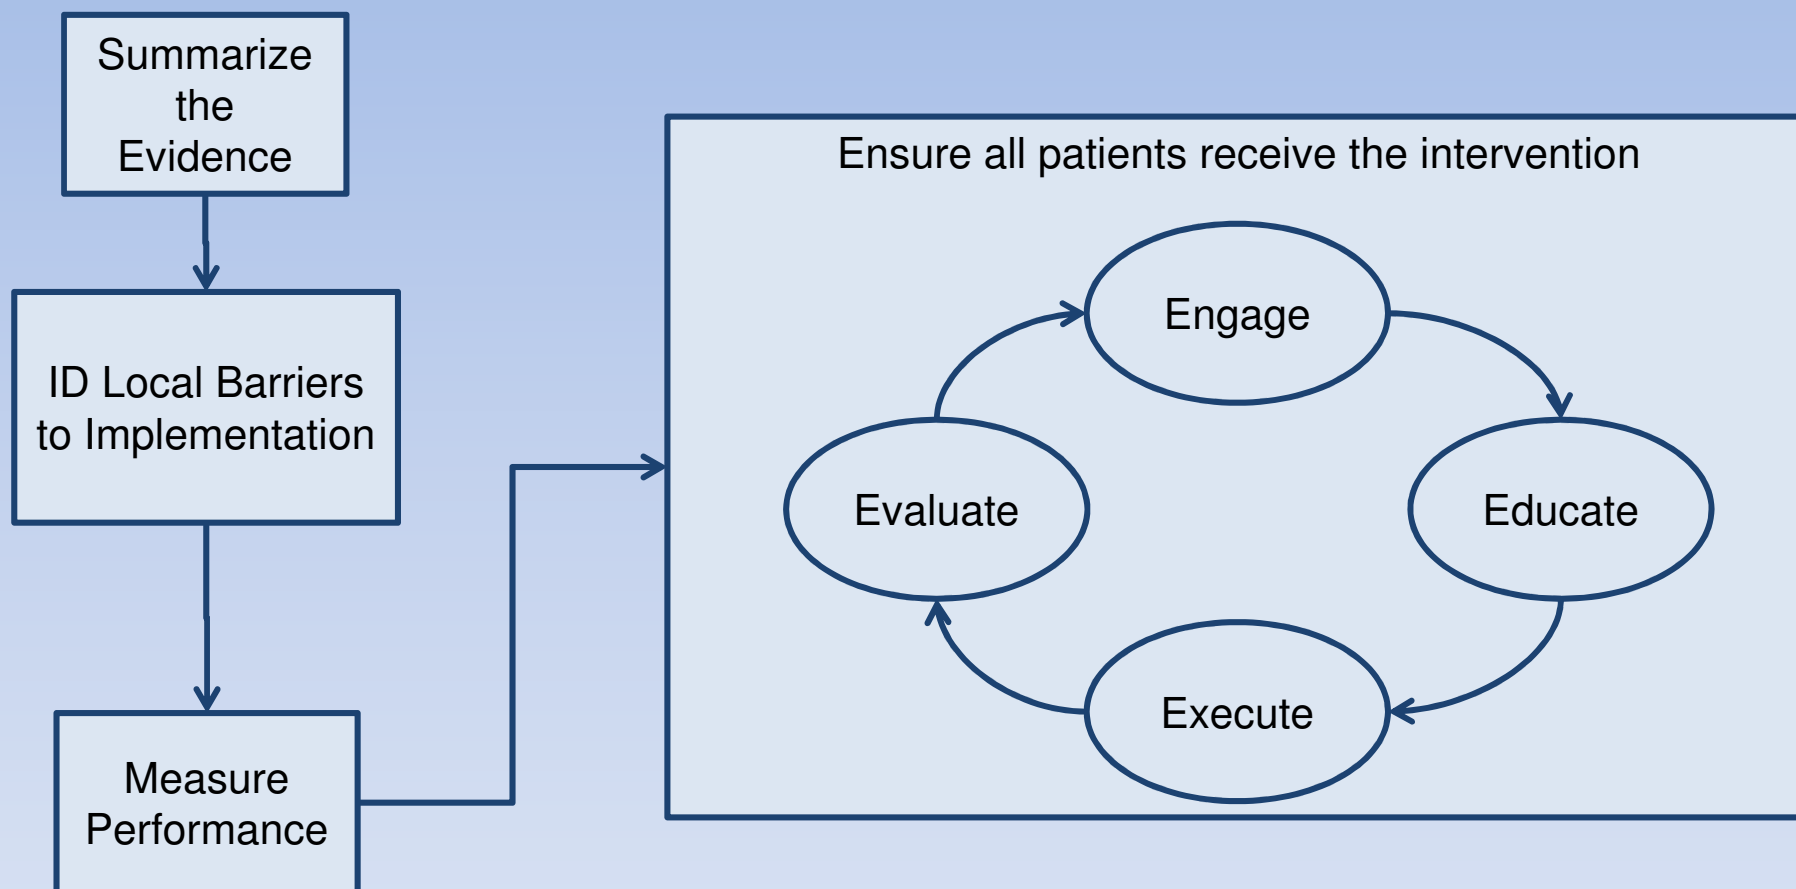 Summarize
the
Evidence
ID Local Barriers
to Implementation
Measure
Performance
Ensure all patients receive the intervention
Engage
Educate
Execute
Evaluate